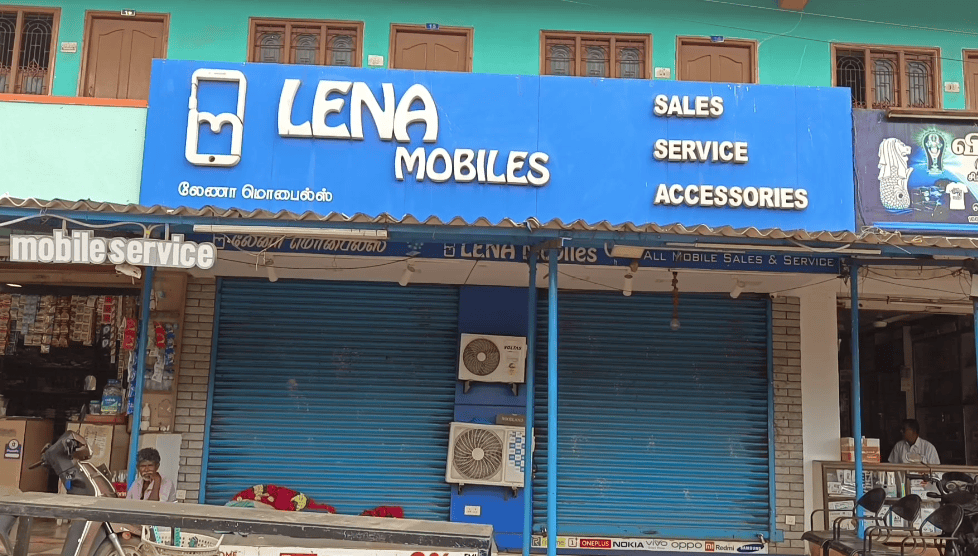 LENA
MOBILES
லேனா மொபைல்ஸ்
SALES
SERVICE
ACCESSORIES
mobile service
லேனா மொபைல்ஸ்
LENA MOBILES
ALL MOBILE SALES & SERVICE
VOLTAS
ONEPLUS NOKIA vivo oppo Redmi SAMSUNG